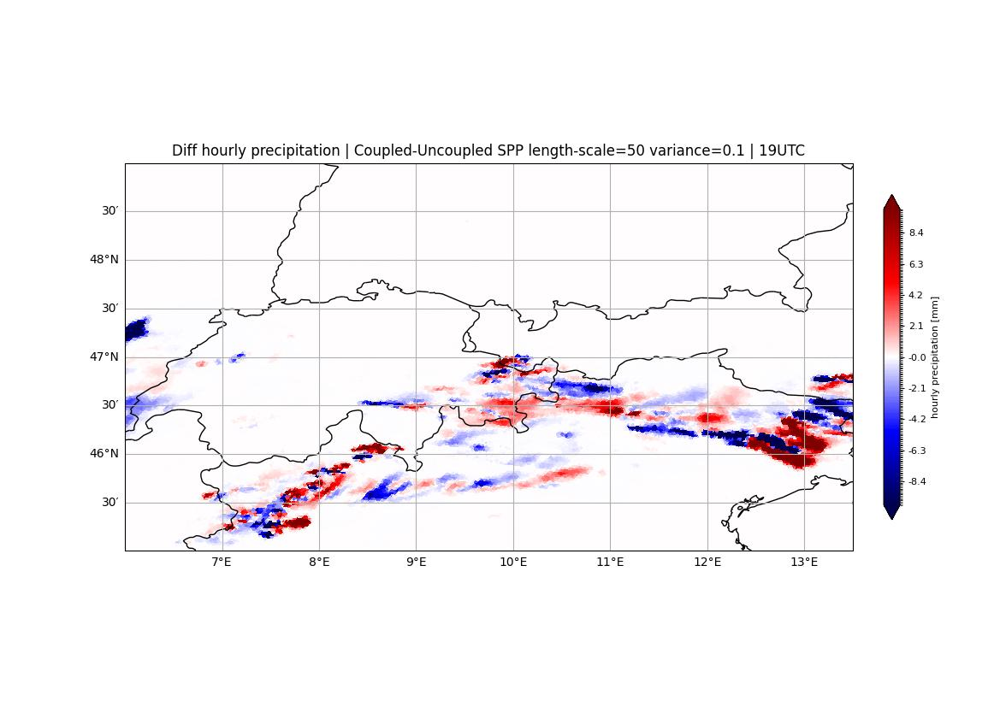 Diff hourly precipitation | Coupled-Uncoupled SPP length-scale=50 variance=0.1 | 19UTC
30′
48°N
30′
47°N
30′
46°N
30′
7°E
8°E
9°E
10°E
11°E
12°E
13°E
8.4
6.3
4.2
2.1
-0.0
-2.1
-4.2
-6.3
-8.4
hourly precipitation [mm]